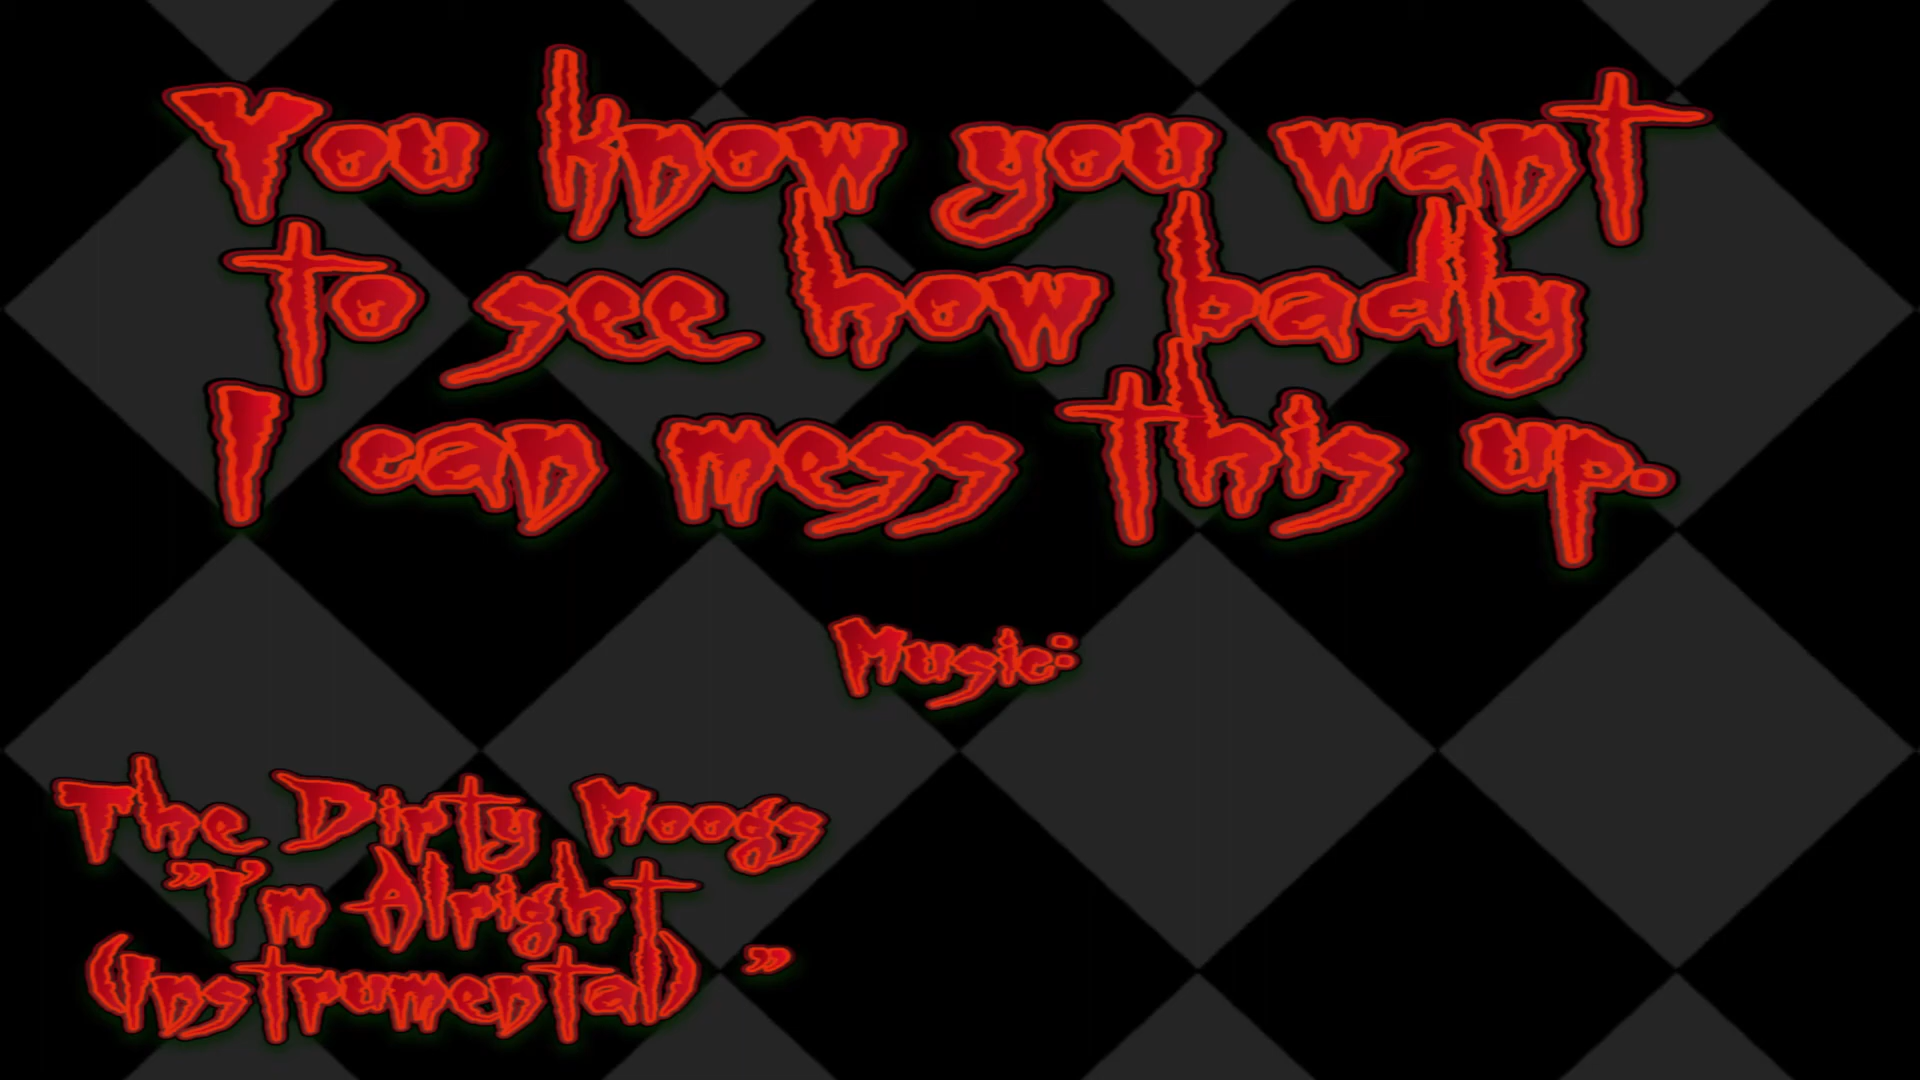 You know you want
to see how badly
I can mess this up.
Music:
The Dirty Moogs
"I'm Alright
(Instrumental) "